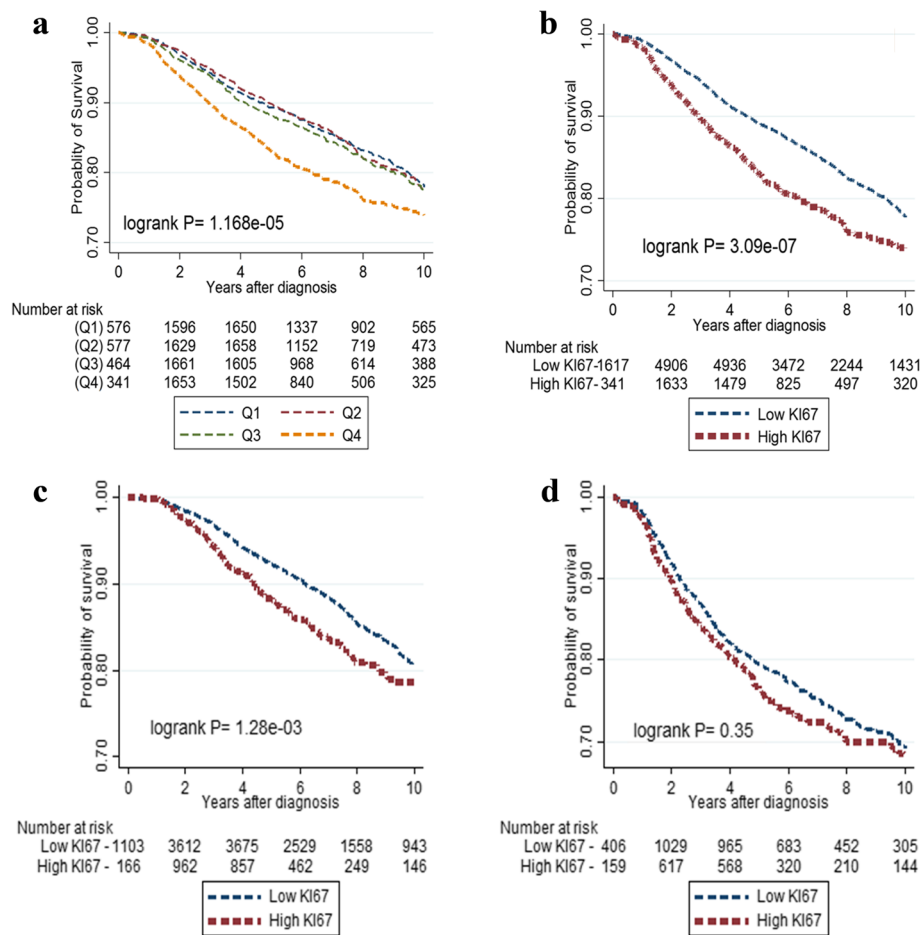 a
Probablity of Survival
1.00
0.90
0.80
0.70
logrank P= 1.168e-05
0 2 4 6 8 10
Years after diagnosis
Number at risk
(Q1) 576 1596 1650 1337 902 565
(Q2) 577 1629 1658 1152 719 473
(Q3) 464 1661 1605 968 614 388
(Q4) 341 1653 1502 840 506 325
Q1 Q2
Q3 Q4
b
Probability of survival
1.00
0.90
0.80
0.70
logrank P= 3.09e-07
0 2 4 6 8 10
Years after diagnosis
Number at risk
Low KI67-1617 4906 4936 3472 2244 1431
High KI67- 341 1633 1479 825 497 320
Low KI67
High KI67
c
Probability of survival
1.00
0.90
0.80
0.70
logrank P= 1.28e-03
0 2 4 6 8 10
Years after diagnosis
Number at risk
Low KI67 - 1103 3612 3675 2529 1558 943
High KI67 - 166 962 857 462 249 146
Low KI67
High KI67
d
Probability of survival
1.00
0.90
0.80
0.70
logrank P= 0.35
0 2 4 6 8 10
Years after diagnosis
Number at risk
Low KI67 - 406 1029 965 683 452 305
High KI67 - 159 617 568 320 210 144
Low KI67
High KI67